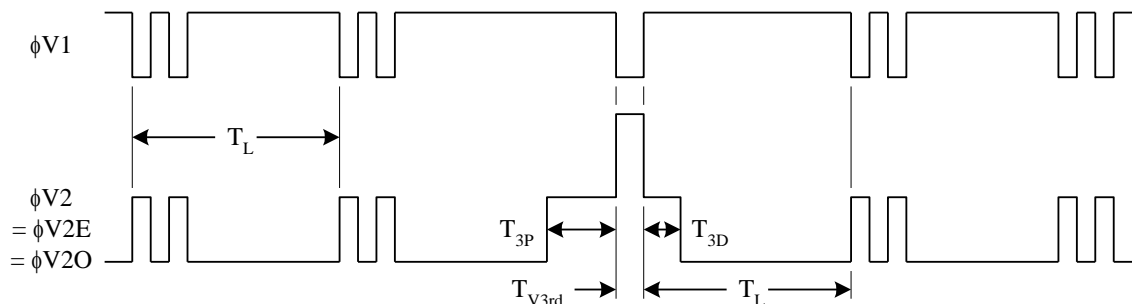 ϕV1
T_L
ϕV2
= ϕV2E
= ϕV2O
T_3P
T_3D
T_V3rd
T_L